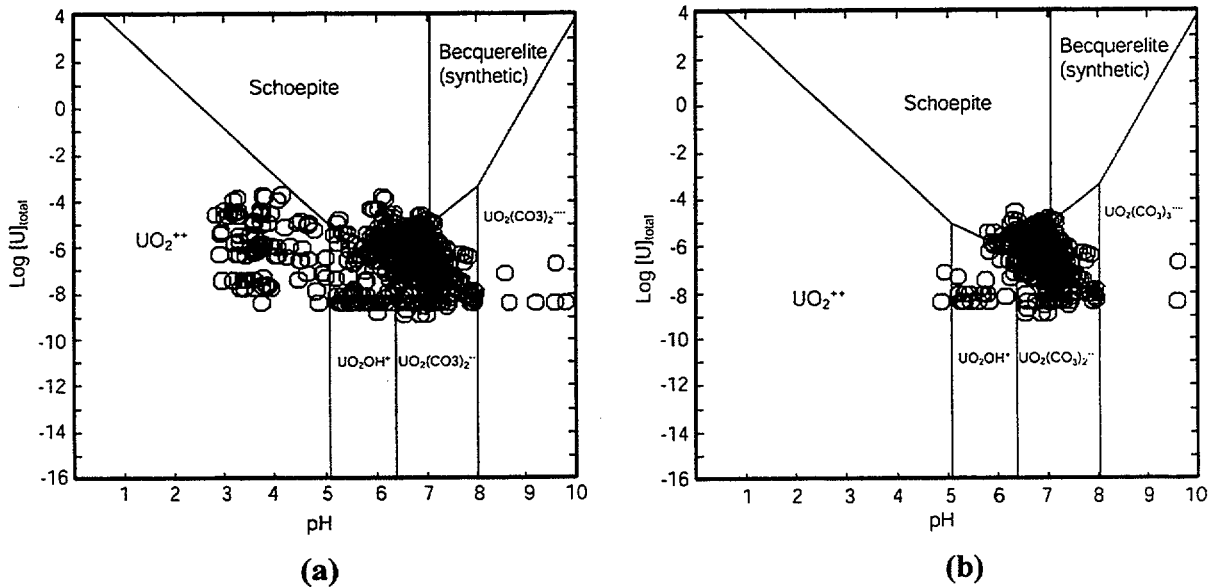 4
2
0
-2
-4
-6
-8
-10
-12
-14
-16
Log [U]total
Schoepite
Becquerelite
(synthetic)
UO₂⁺⁺
UO₂(CO3)₂⁻⁻⁻⁻
UO₂OH⁺ UO₂(CO3)₂⁻⁻
1 2 3 4 5 6 7 8 9 10
pH
(a)
4
2
0
-2
-4
-6
-8
-10
-12
-14
-16
Log [U]total
Schoepite
Becquerelite
(synthetic)
UO₂⁺⁺
UO₂(CO₃)₃⁻⁻⁻⁻
UO₂OH⁺ UO₂(CO₃)₂⁻⁻
1 2 3 4 5 6 7 8 9 10
pH
(b)